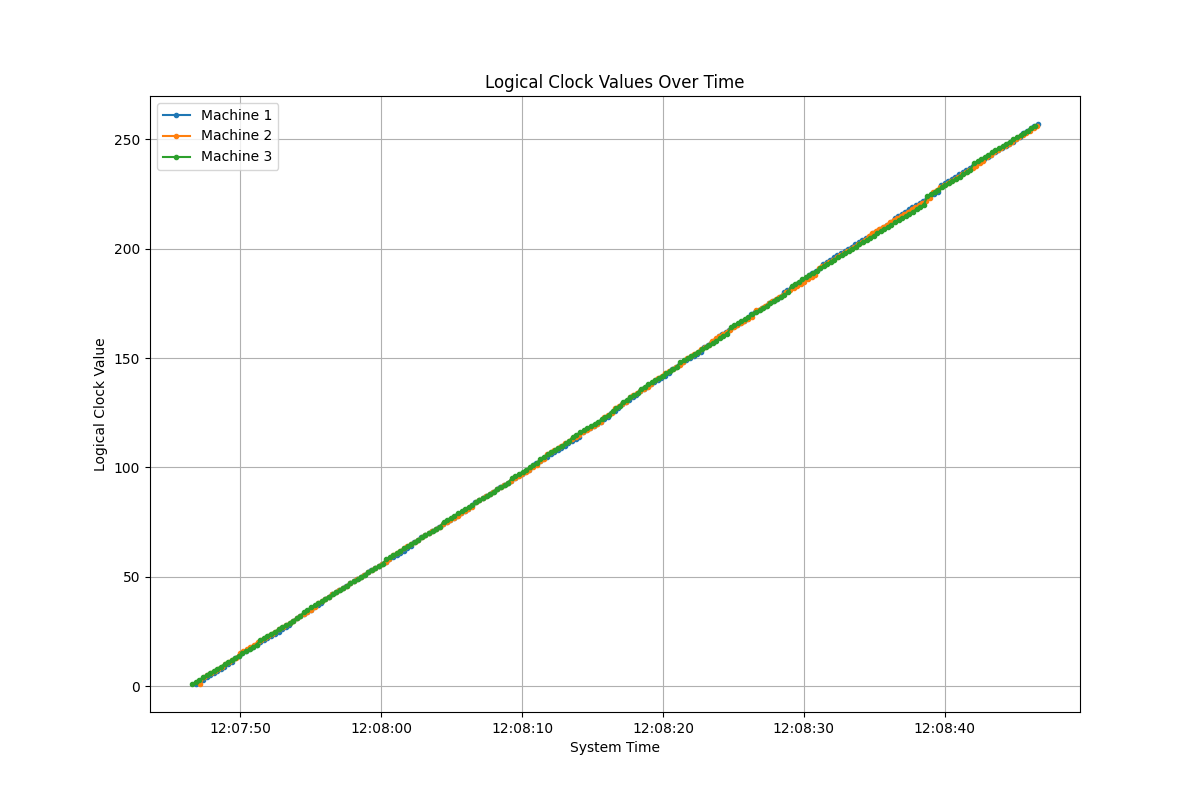 Logical Clock Values Over Time
Machine 1
Machine 2
Machine 3
Logical Clock Value
250
200
150
100
50
0
12:07:50 12:08:00 12:08:10 12:08:20 12:08:30 12:08:40
System Time